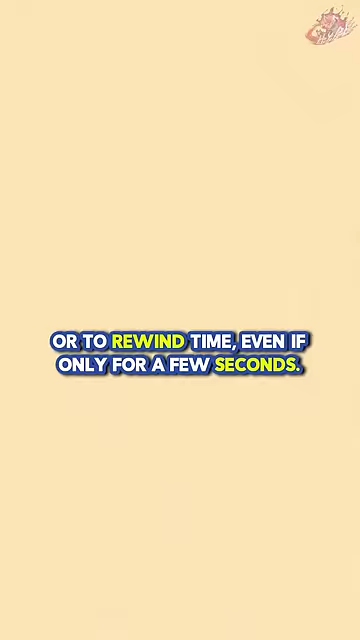 OR TO REWIND TIME, EVEN IF
ONLY FOR A FEW SECONDS.